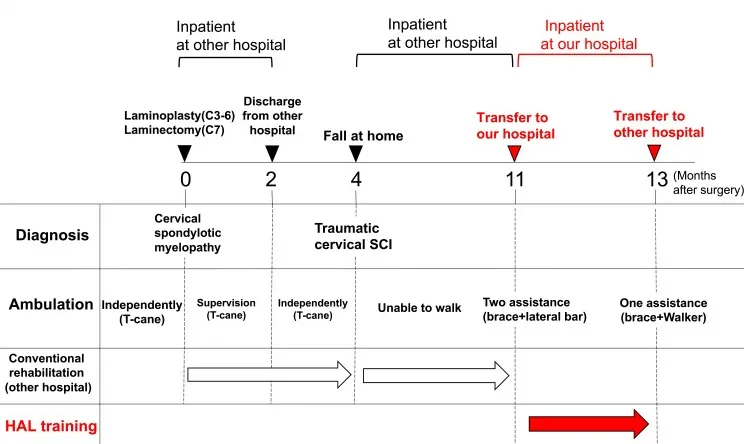 Inpatient
at other hospital
Inpatient
at other hospital
Inpatient
at our hospital
Laminoplasty(C3-6)
Laminectomy(C7)
Discharge
from other
hospital
Fall at home
Transfer to
our hospital
Transfer to
other hospital
0
2
4
11
13
(Months
after surgery)
Diagnosis
Cervical
spondylotic
myelopathy
Traumatic
cervical SCI
Ambulation
Independently
(T-cane)
Supervision
(T-cane)
Independently
(T-cane)
Unable to walk
Two assistance
(brace+lateral bar)
One assistance
(brace+Walker)
Conventional
rehabilitation
(other hospital)
HAL training